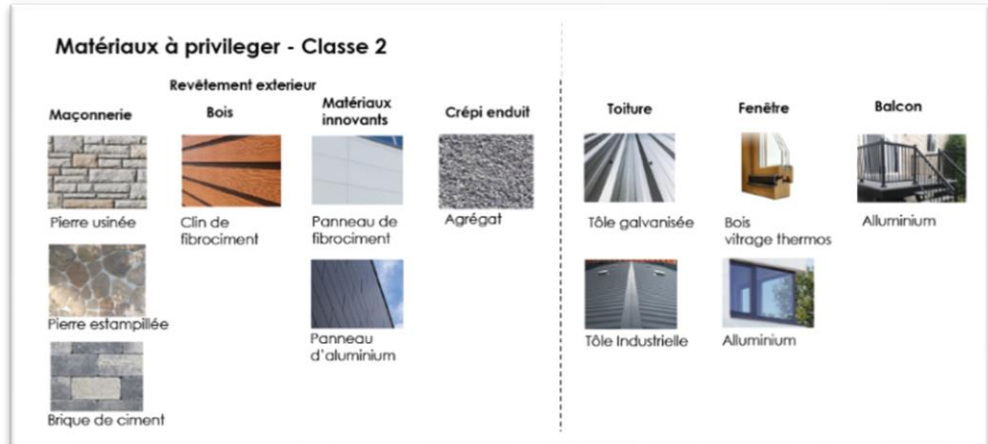 Matériaux à privileger - Classe 2
Revêtement exterieur
Maçonnerie
Bois
Matériaux
innovants
Crépi enduit
Toiture
Fenêtre
Balcon
Pierre usinée
Clin de
fibrociment
Panneau de
fibrociment
Agrégat
Tôle galvanisée
Bois
vitrage thermos
Alluminium
Pierre estampillée
Panneau
d'aluminium
Tôle Industrielle
Alluminium
Brique de ciment